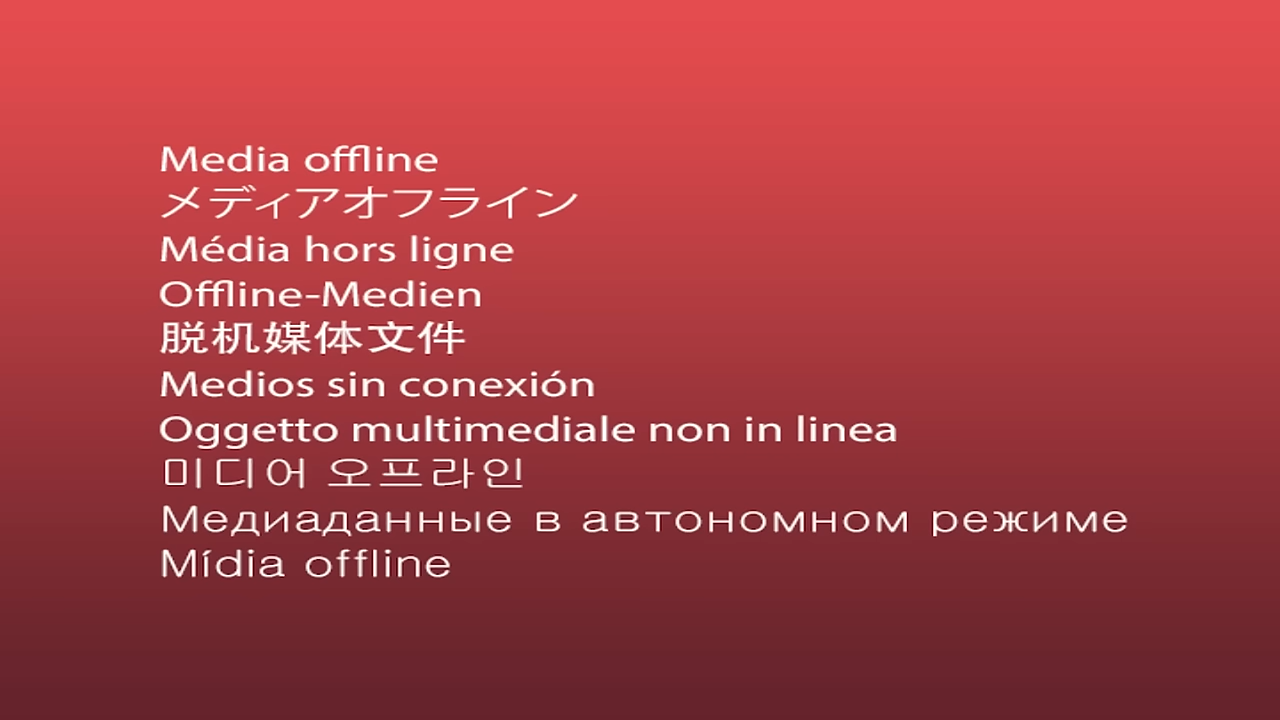 Media offline
メディアオフライン
Média hors ligne
Offline-Medien
脱机媒体文件
Medios sin conexión
Oggetto multimediale non in linea
미디어 오프라인
Медиаданные в автономном режиме
Mídia offline